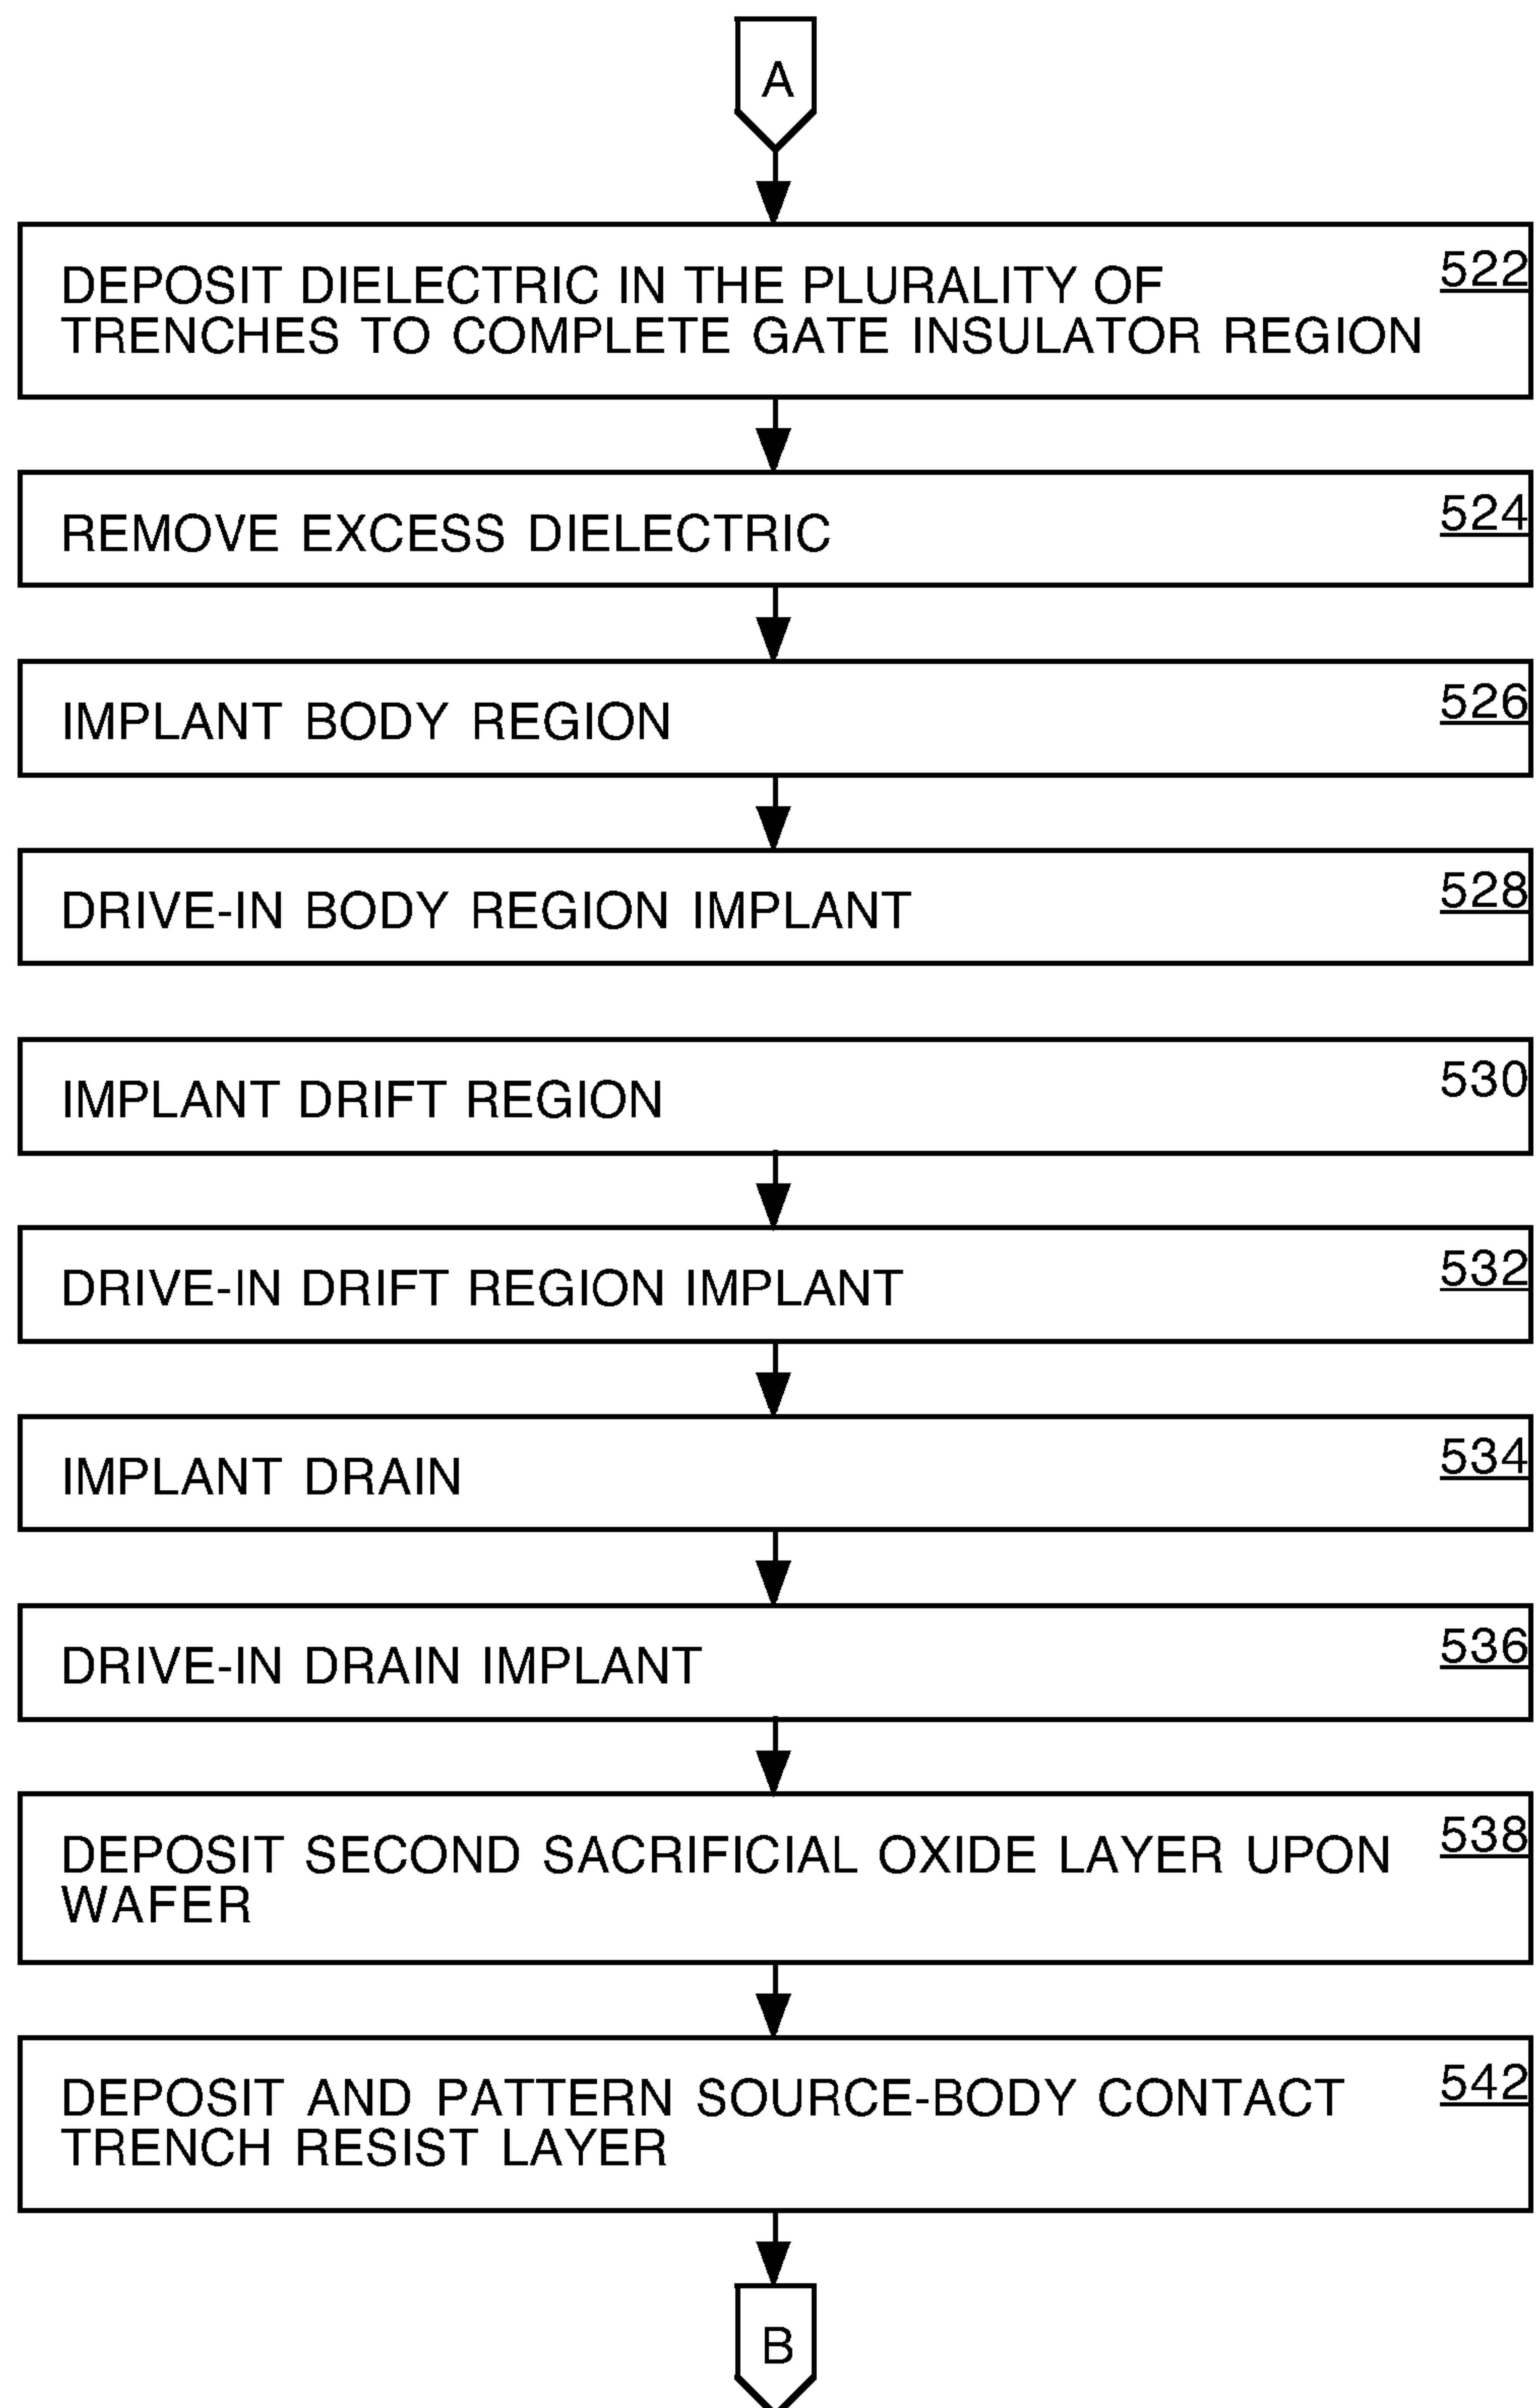 A
DEPOSIT DIELECTRIC IN THE PLURALITY OF
TRENCHES TO COMPLETE GATE INSULATOR REGION
522
REMOVE EXCESS DIELECTRIC
524
IMPLANT BODY REGION
526
DRIVE-IN BODY REGION IMPLANT
528
IMPLANT DRIFT REGION
530
DRIVE-IN DRIFT REGION IMPLANT
532
IMPLANT DRAIN
534
DRIVE-IN DRAIN IMPLANT
536
DEPOSIT SECOND SACRIFICIAL OXIDE LAYER UPON
WAFER
538
DEPOSIT AND PATTERN SOURCE-BODY CONTACT
TRENCH RESIST LAYER
542
B